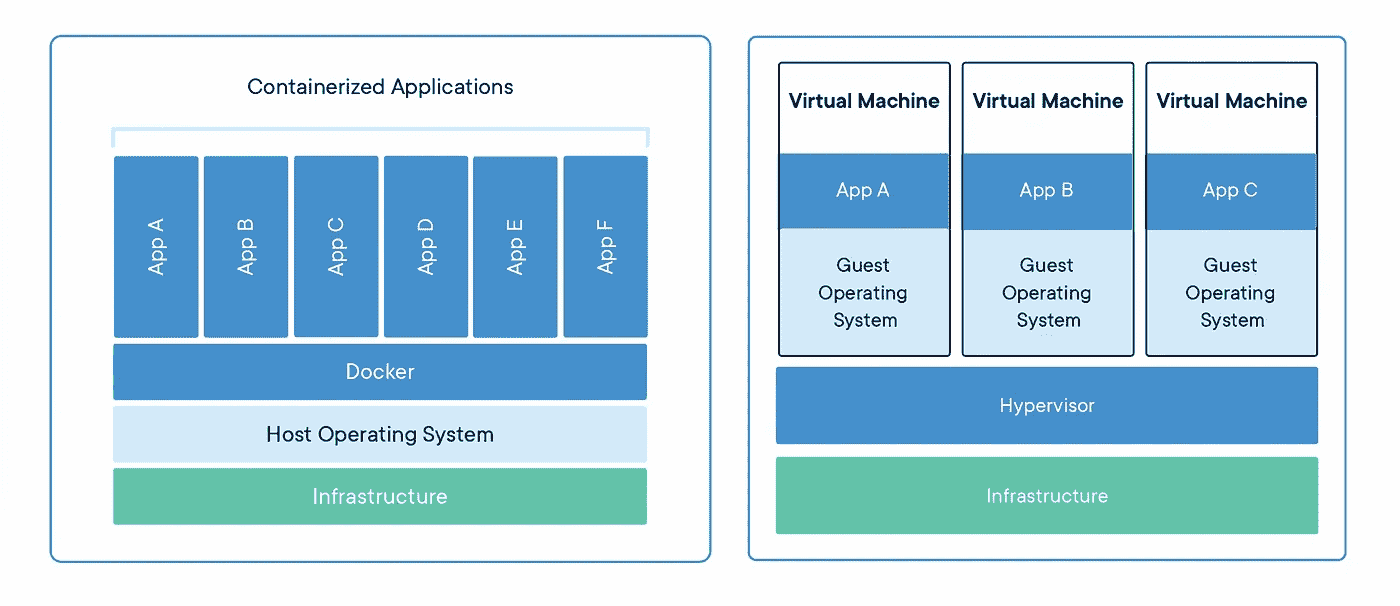 Containerized Applications
App A
App B
App C
App D
App E
App F
Docker
Host Operating System
Infrastructure
Virtual Machine
App A
Guest
Operating
System
Virtual Machine
App B
Guest
Operating
System
Virtual Machine
App C
Guest
Operating
System
Hypervisor
Infrastructure